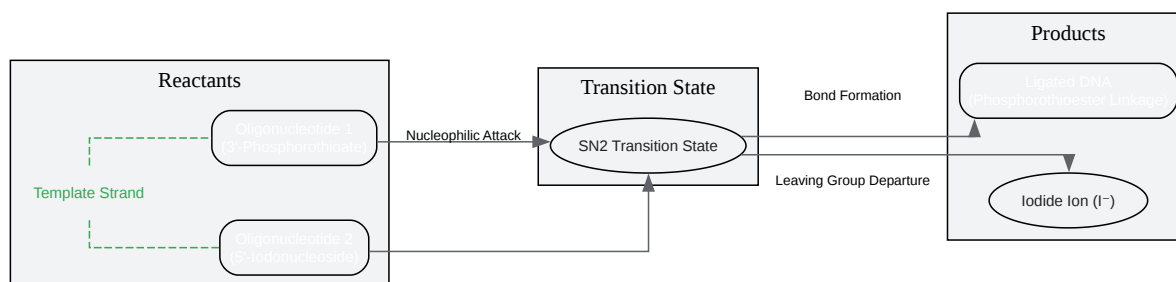 Reactants
Oligonucleotide 1
(3'-Phosphorothioate)
Template Strand
Oligonucleotide 2
(5'-Iodonucleoside)
Nucleophilic Attack
Transition State
SN2 Transition State
Bond Formation
Leaving Group Departure
Products
Ligated DNA
(Phosphorothioester Linkage)
Iodide Ion (I⁻)